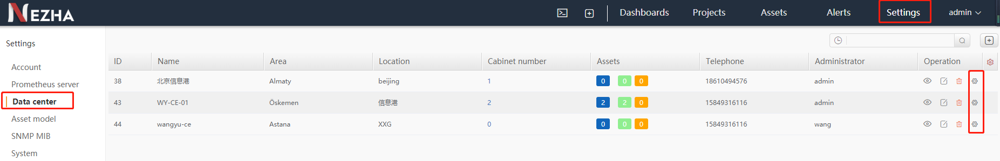 NEZHA Dashboards Projects Assets Alerts Settings admin
Settings
Account
Prometheus server
Data center
Asset model
SNMP MIB
System
ID Name Area Location Cabinet number Assets Telephone Administrator Operation
38 北京信息港 Almaty beijing 1 0 0 0 18610494576 admin
43 WY-CE-01 Öskemen 信息港 2 2 2 0 15849316116 admin
44 wangyu-ce Astana XXG 0 0 0 0 15849316116 wang